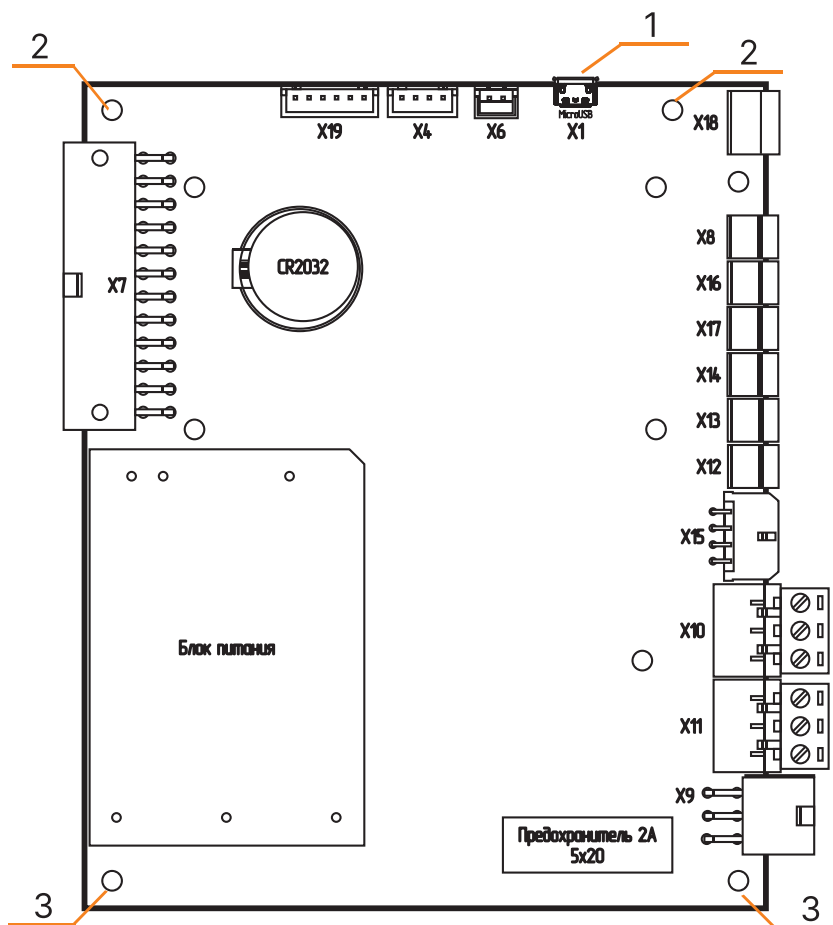 1
2
2
X19
X4
X6
MicroUSB
X1
X18
X8
CR2032
X7
X16
X17
X14
X13
X12
X15
X10
Блок питания
X11
X9
Предохранитель 2А
5x20
3
3